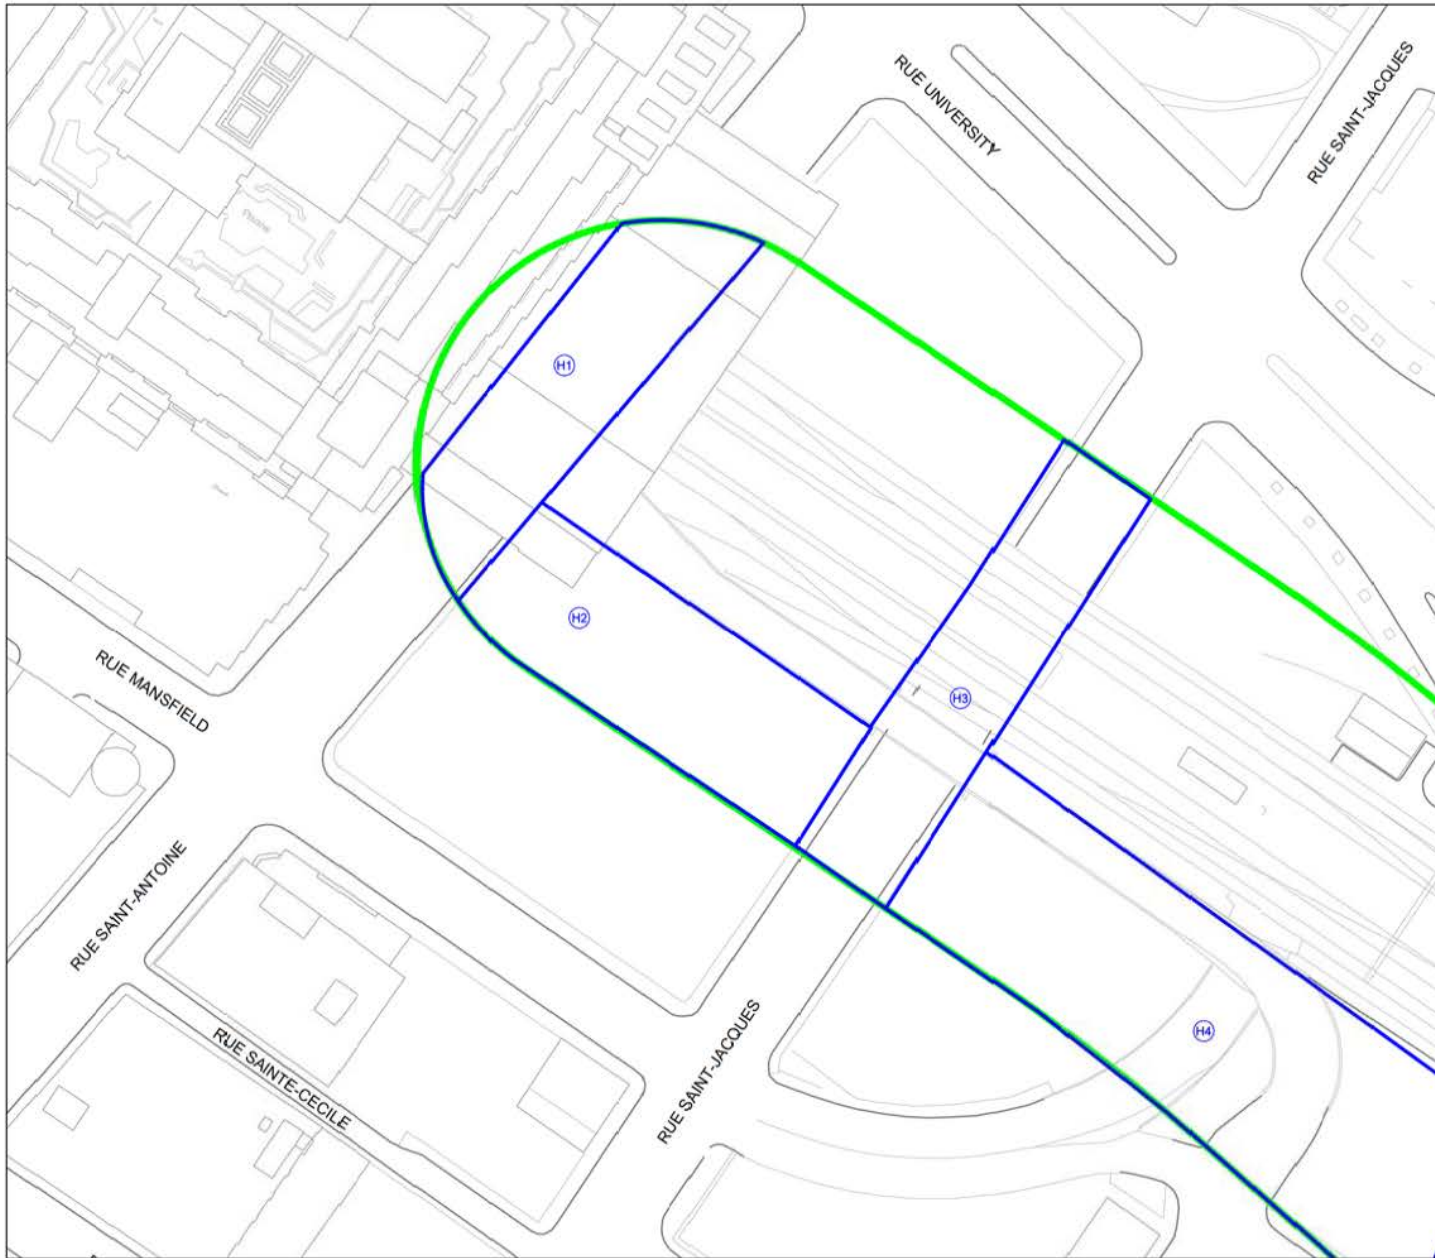 RUE UNIVERSITY
RUE SAINT-JACQUES
H1
H2
RUE MANSFIELD
H3
RUE SAINT-ANTOINE
H4
RUE SAINTE-CECILE
RUE SAINT-JACQUES